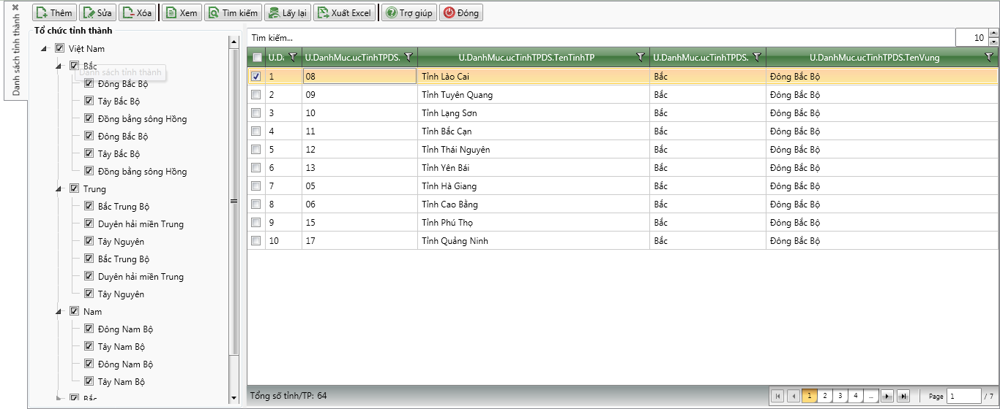 Danh sách tỉnh thành
Thêm Sửa Xóa Xem Tìm kiếm Lấy lại Xuất Excel Trợ giúp Đóng
Tổ chức tỉnh thành
Việt Nam
Bắc
Danh sách tỉnh thành
Đông Bắc Bộ
Tây Bắc Bộ
Đồng bằng sông Hồng
Đông Bắc Bộ
Tây Bắc Bộ
Đồng bằng sông Hồng
Trung
Bắc Trung Bộ
Duyên hải miền Trung
Tây Nguyên
Bắc Trung Bộ
Duyên hải miền Trung
Tây Nguyên
Nam
Đông Nam Bộ
Tây Nam Bộ
Đông Nam Bộ
Tây Nam Bộ
Bắc
Tìm kiếm... 10
U.Da U.DanhMuc.ucTinhTPDS. U.DanhMuc.ucTinhTPDS.TenTinhTP U.DanhMuc.ucTinhTPDS. U.DanhMuc.ucTinhTPDS.TenVung
1 08 Tỉnh Lào Cai Bắc Đông Bắc Bộ
2 09 Tỉnh Tuyên Quang Bắc Đông Bắc Bộ
3 10 Tỉnh Lạng Sơn Bắc Đông Bắc Bộ
4 11 Tỉnh Bắc Cạn Bắc Đông Bắc Bộ
5 12 Tỉnh Thái Nguyên Bắc Đông Bắc Bộ
6 13 Tỉnh Yên Bái Bắc Đông Bắc Bộ
7 05 Tỉnh Hà Giang Bắc Đông Bắc Bộ
8 06 Tỉnh Cao Bằng Bắc Đông Bắc Bộ
9 15 Tỉnh Phú Thọ Bắc Đông Bắc Bộ
10 17 Tỉnh Quảng Ninh Bắc Đông Bắc Bộ
Tổng số tỉnh/TP: 64 1 2 3 4 ... Page 1 / 7